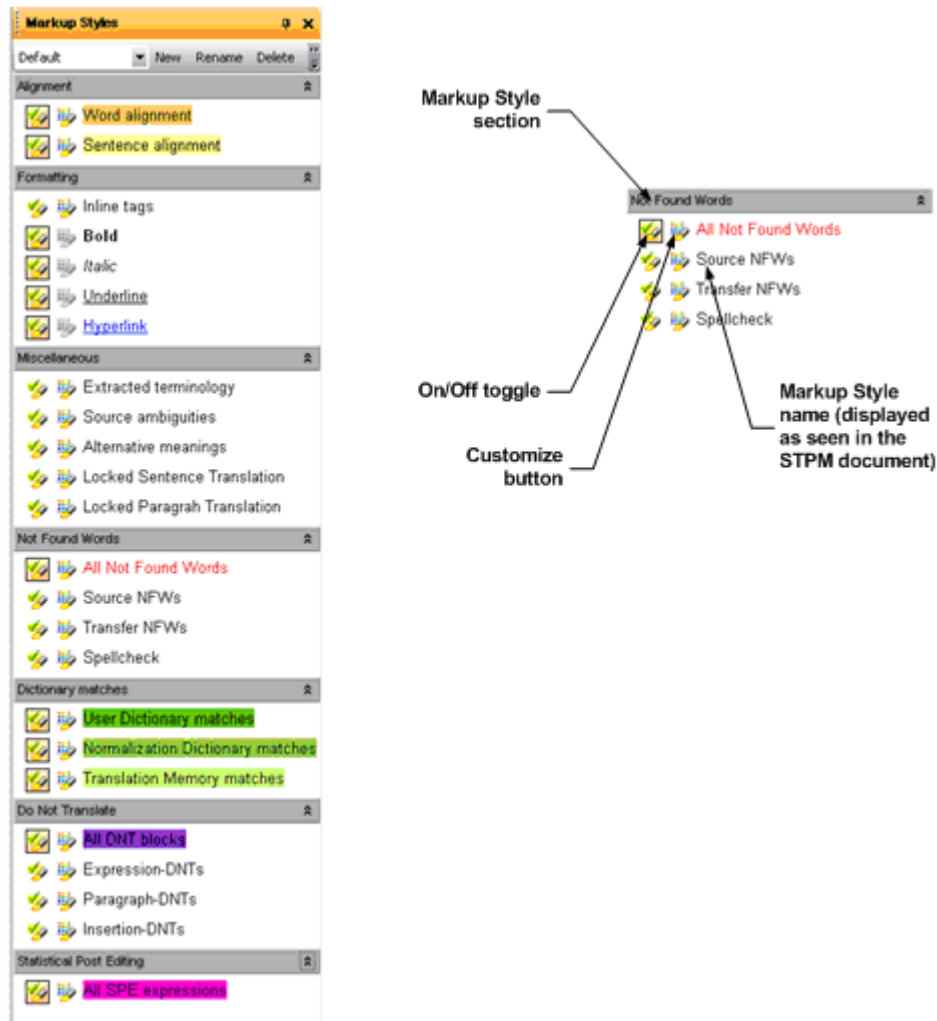 Markup Styles
Default New Rename Delete
Alignment
Word alignment
Sentence alignment
Formatting
Inline tags
Bold
Italic
Underline
Hyperlink
Miscellaneous
Extracted terminology
Source ambiguities
Alternative meanings
Locked Sentence Translation
Locked Paragrah Translation
Not Found Words
All Not Found Words
Source NFWs
Transfer NFWs
Spellcheck
Dictionary matches
User Dictionary matches
Normalization Dictionary matches
Translation Memory matches
Do Not Translate
All DNT blocks
Expression-DNTs
Paragraph-DNTs
Insertion-DNTs
Statistical Post Editing
All SPE expressions
Markup Style
section
Not Found Words
All Not Found Words
Source NFWs
Transfer NFWs
Spellcheck
On/Off toggle
Customize
button
Markup Style
name (displayed
as seen in the
STPM document)